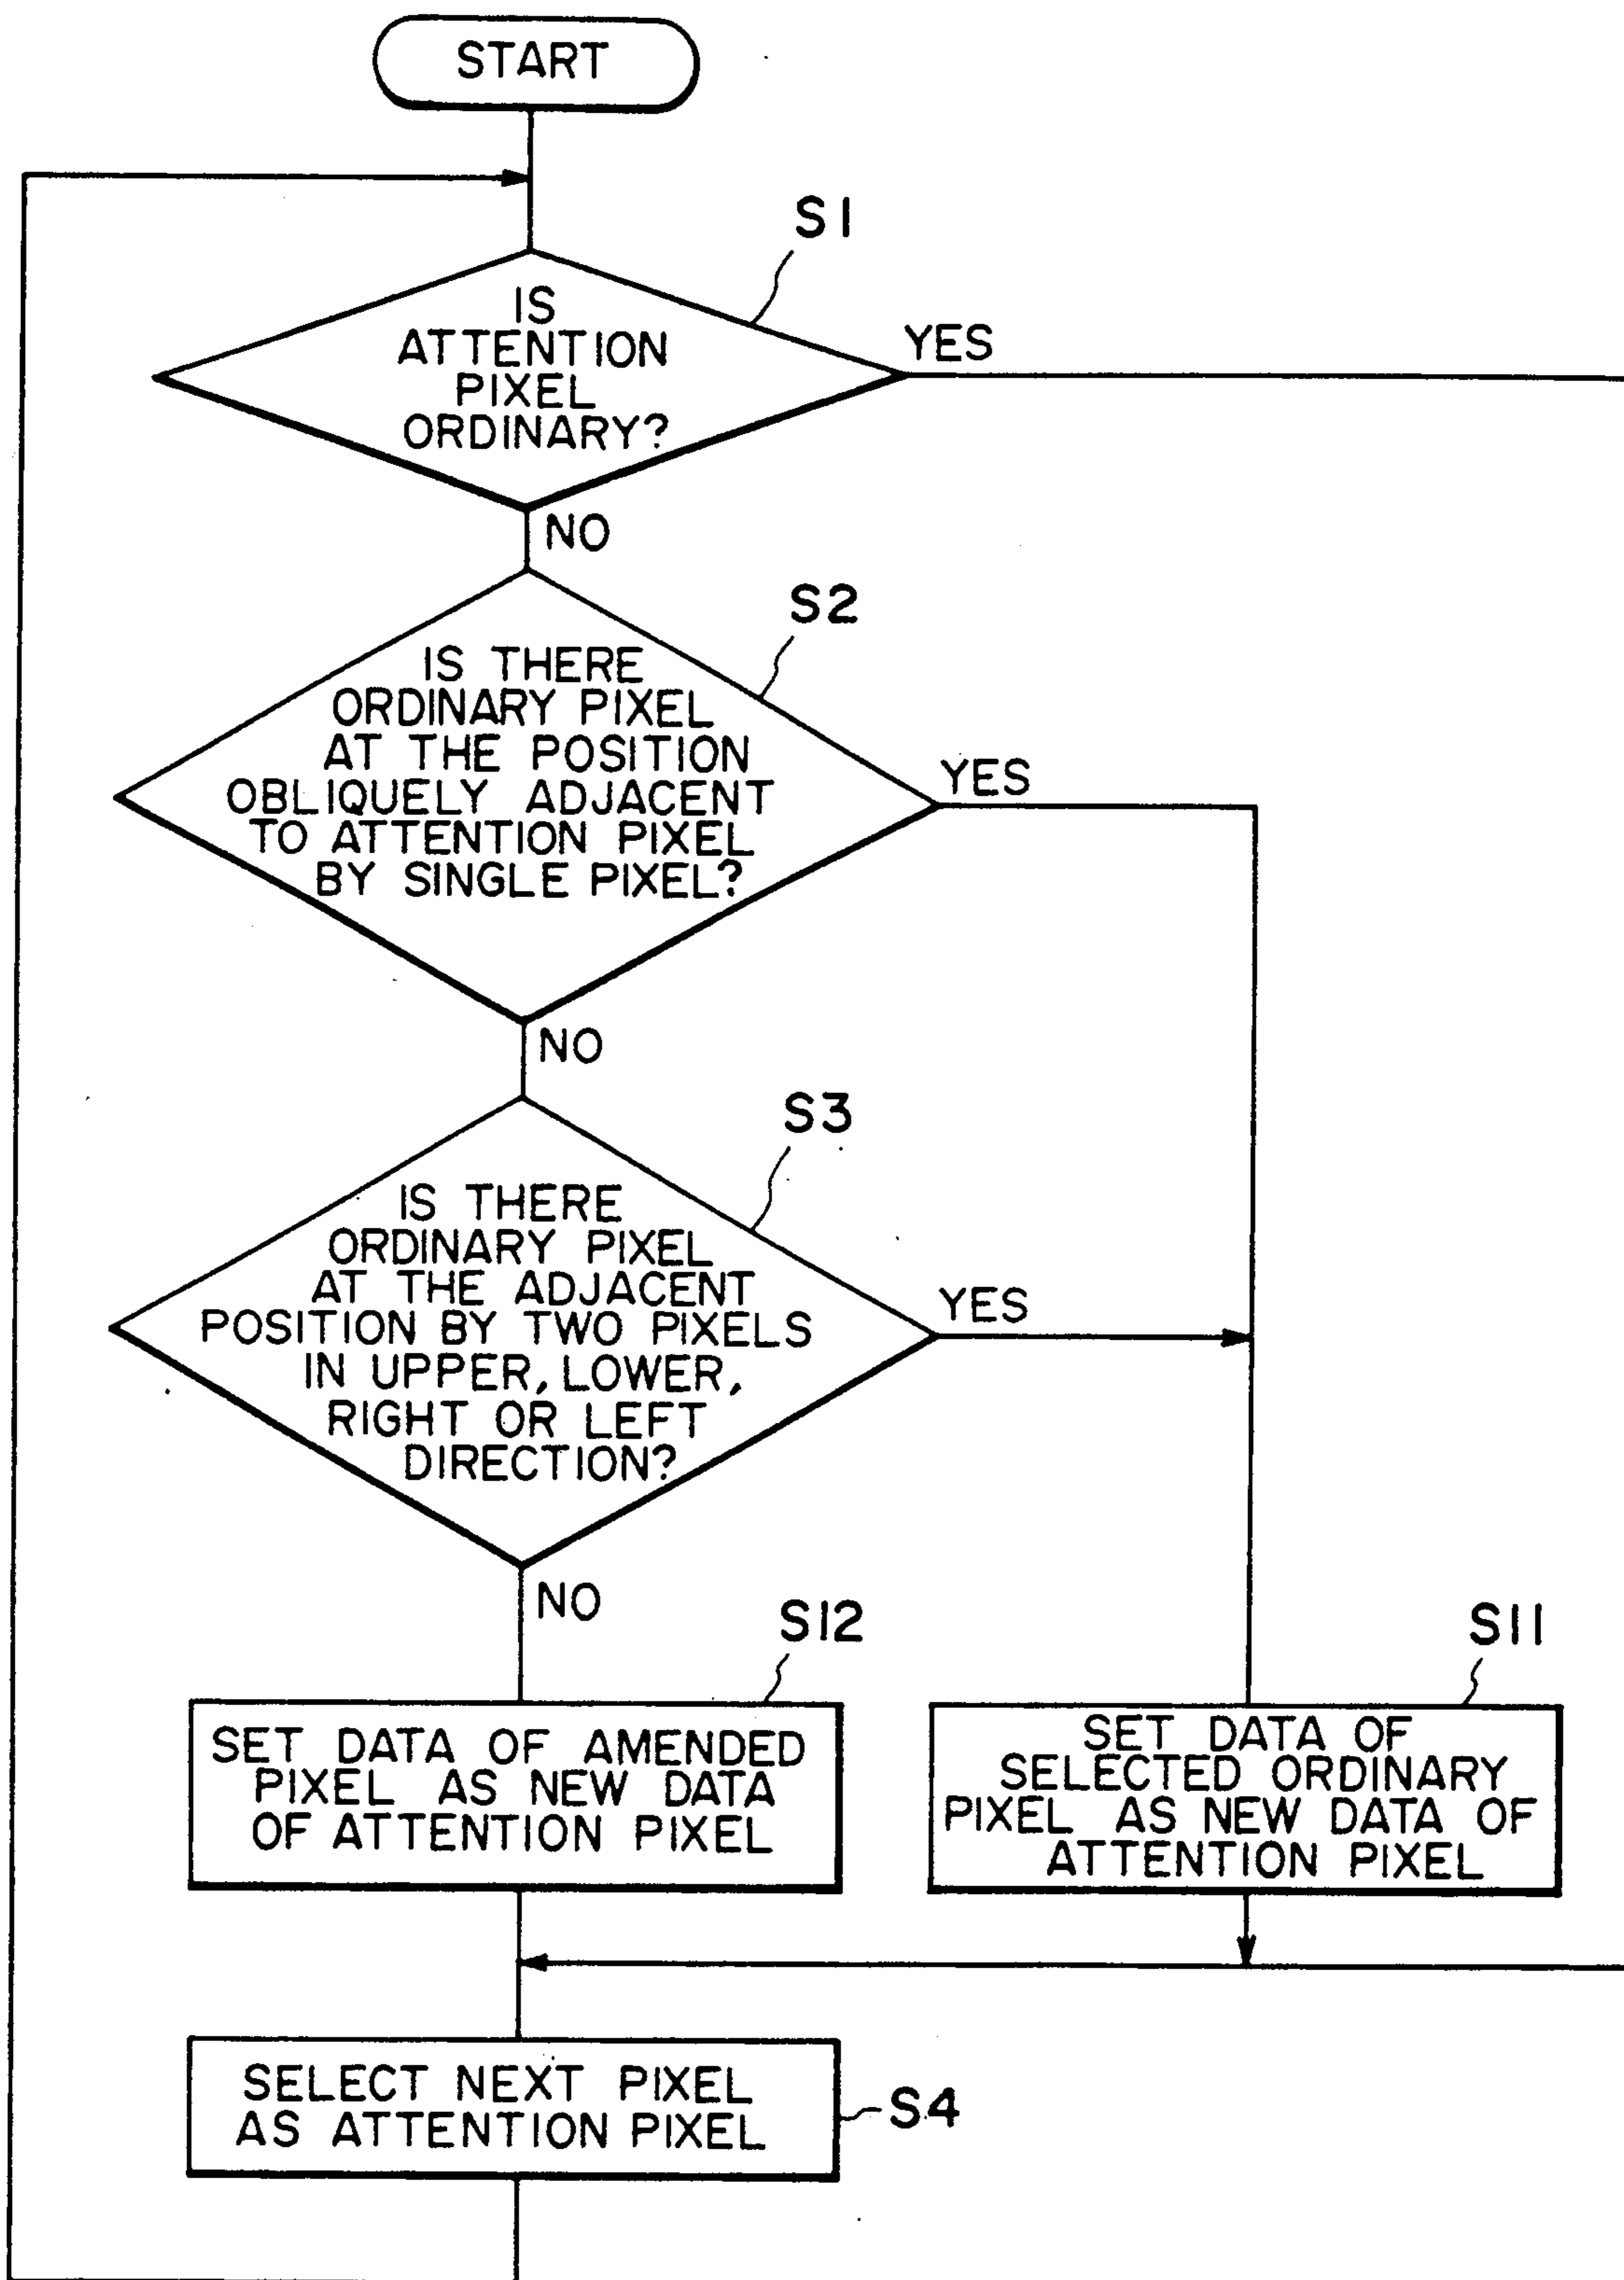 START
S1
IS
ATTENTION
PIXEL
ORDINARY?
YES
NO
S2
IS THERE
ORDINARY PIXEL
AT THE POSITION
OBLIQUELY ADJACENT
TO ATTENTION PIXEL
BY SINGLE PIXEL?
YES
NO
S3
IS THERE
ORDINARY PIXEL
AT THE ADJACENT
POSITION BY TWO PIXELS
IN UPPER, LOWER,
RIGHT OR LEFT
DIRECTION?
YES
NO
S12
SET DATA OF AMENDED
PIXEL AS NEW DATA
OF ATTENTION PIXEL
S11
SET DATA OF
SELECTED ORDINARY
PIXEL AS NEW DATA OF
ATTENTION PIXEL
SELECT NEXT PIXEL
AS ATTENTION PIXEL
S4